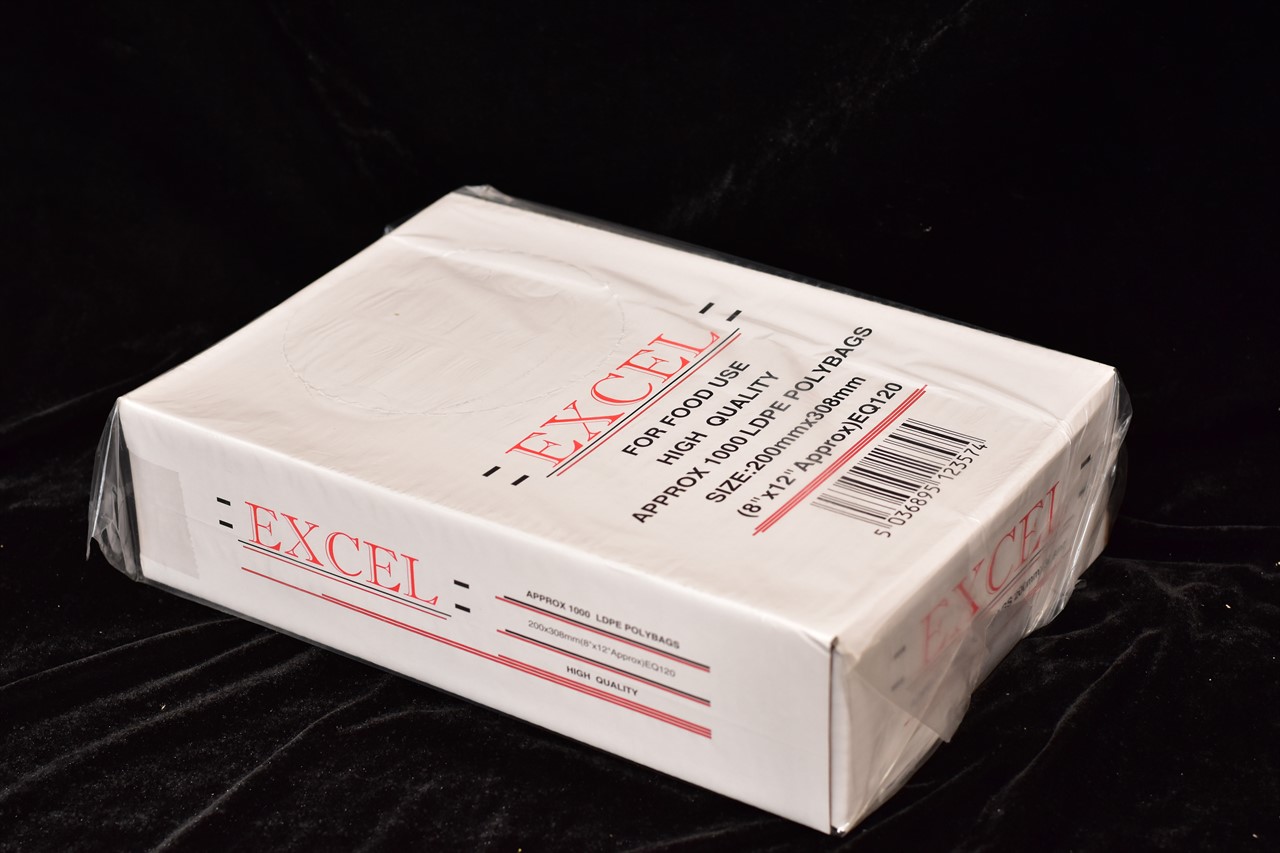 EXCEL
FOR FOOD USE
HIGH QUALITY
APPROX 1000 LDPE POLYBAGS
SIZE:200mmx308mm
(8"x12" Approx)EQ120
5 036895 123574
EXCEL
APPROX 1000 LDPE POLYBAGS
200x308mm(8"x12"Approx)EQ120
HIGH QUALITY
EXCEL